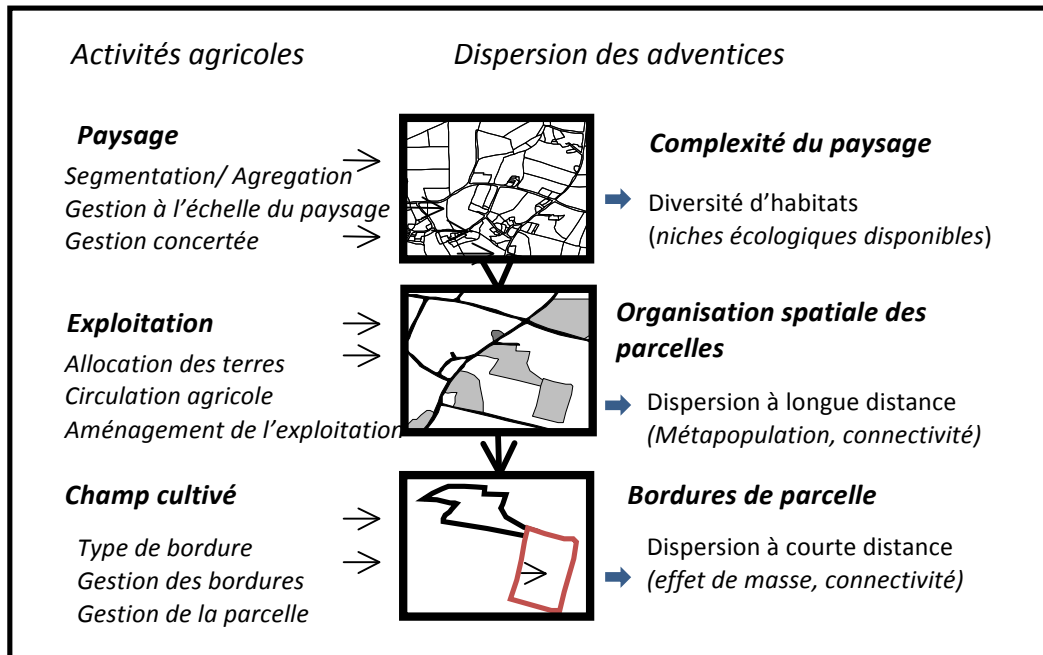 Activités agricoles
Dispersion des adventices
Paysage
Segmentation/ Agregation
Gestion à l’échelle du paysage
Gestion concertée
Complexité du paysage
Diversité d’habitats
(niches écologiques disponibles)
Exploitation
Allocation des terres
Circulation agricole
Aménagement de l’exploitation
Organisation spatiale des
parcelles
Dispersion à longue distance
(Métapopulation, connectivité)
Champ cultivé
Type de bordure
Gestion des bordures
Gestion de la parcelle
Bordures de parcelle
Dispersion à courte distance
(effet de masse, connectivité)